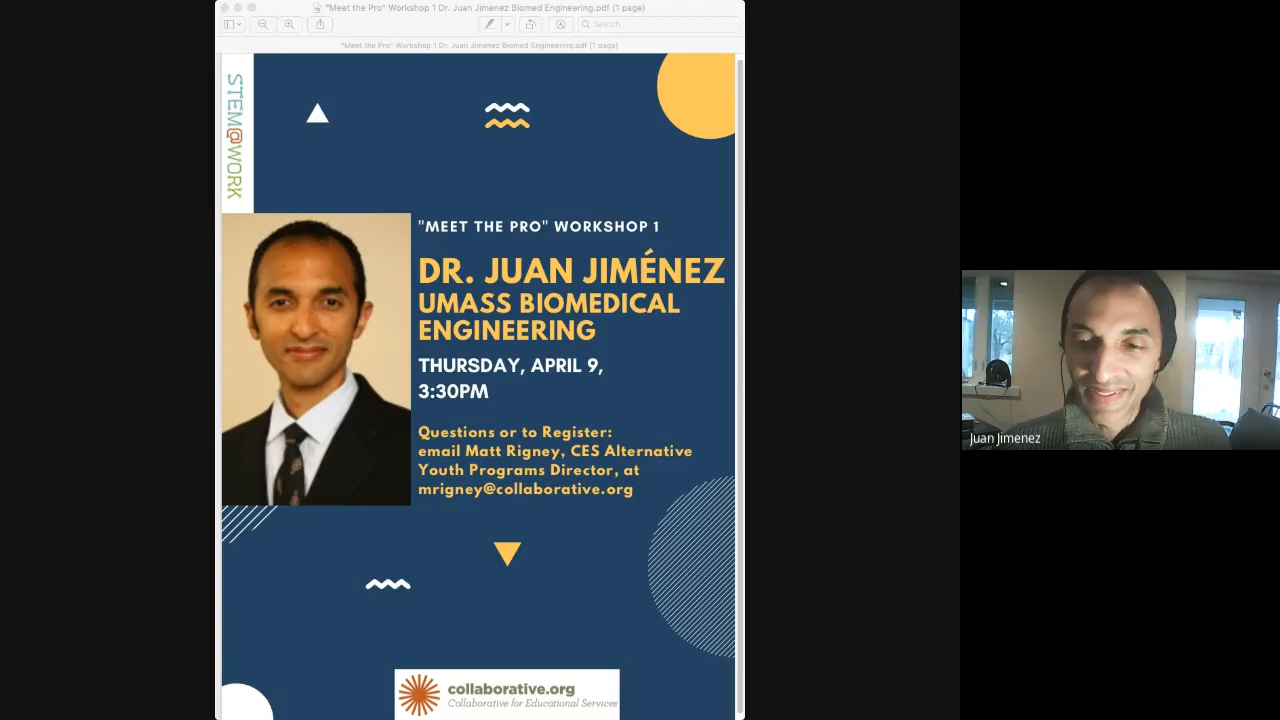 "Meet the Pro" Workshop 1 Dr. Juan Jimenez Biomed Engineering.pdf (1 page)
Search
"Meet the Pro" Workshop 1 Dr. Juan Jimenez Biomed Engineering.pdf (1 page)
STEM@WORK
"MEET THE PRO" WORKSHOP 1
DR. JUAN JIMÉNEZ
UMASS BIOMEDICAL
ENGINEERING
THURSDAY, APRIL 9,
3:30PM
Questions or to Register:
email Matt Rigney, CES Alternative
Youth Programs Director, at
mrigney@collaborative.org
collaborative.org
Collaborative for Educational Services
Juan Jimenez